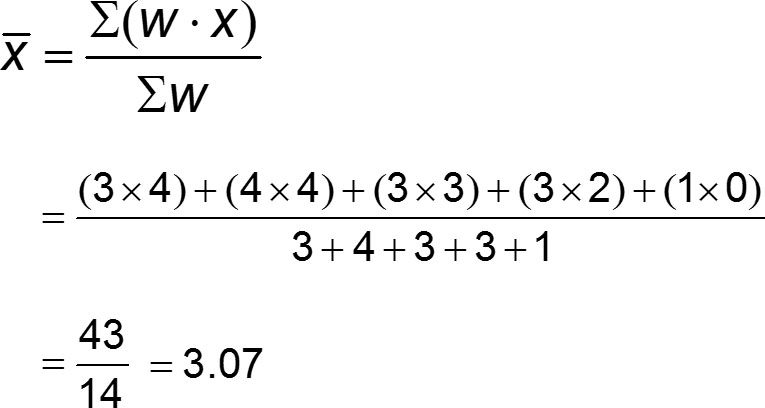 x̄ = Σ(w · x) / Σw
= (3×4)+(4×4)+(3×3)+(3×2)+(1×0) / 3+4+3+3+1
= 43 / 14 = 3.07